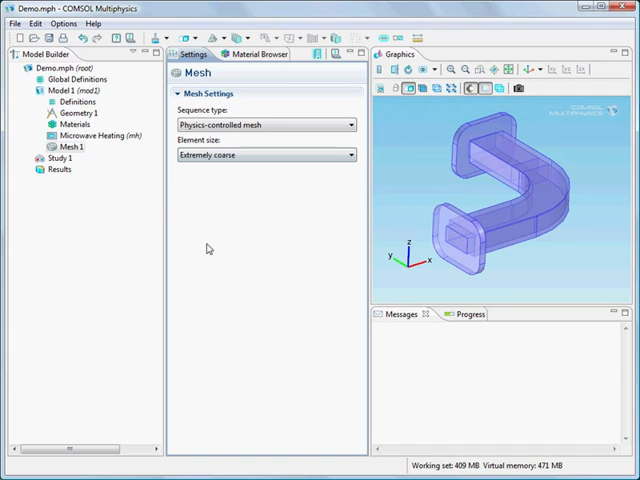 Demo.mph - COMSOL Multiphysics
File Edit Options Help
Model Builder
Demo.mph (root)
Global Definitions
Model 1 (mod1)
Definitions
Geometry 1
Materials
Microwave Heating (mh)
Mesh 1
Study 1
Results
Settings Material Browser
Mesh
Mesh Settings
Sequence type:
Physics-controlled mesh
Element size:
Extremely coarse
Graphics
COMSOL
MULTIPHYSICS
z
y
x
Messages Progress
Working set: 409 MB Virtual memory: 471 MB